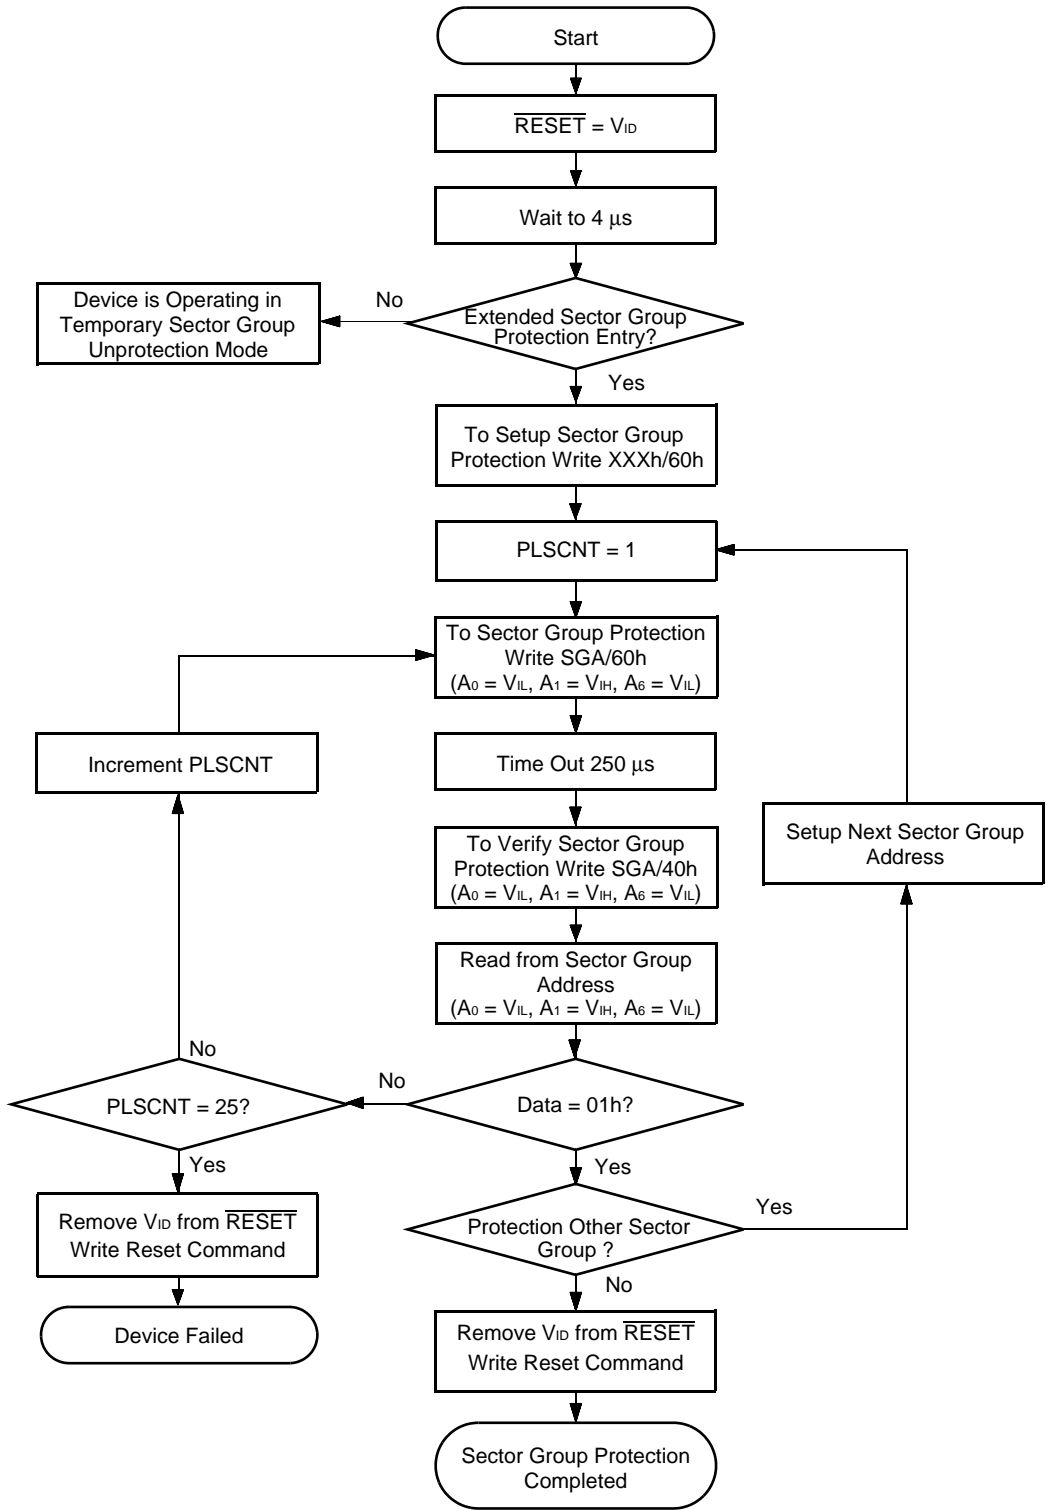 Start
RESET = VID
Wait to 4 µs
No
Device is Operating in
Temporary Sector Group
Unprotection Mode
Extended Sector Group
Protection Entry?
Yes
To Setup Sector Group
Protection Write XXXh/60h
PLSCNT = 1
To Sector Group Protection
Write SGA/60h
(A0 = VIL, A1 = VIH, A6 = VIL)
Increment PLSCNT
Time Out 250 µs
Setup Next Sector Group
Address
To Verify Sector Group
Protection Write SGA/40h
(A0 = VIL, A1 = VIH, A6 = VIL)
Read from Sector Group
Address
(A0 = VIL, A1 = VIH, A6 = VIL)
No
No
PLSCNT = 25?
Data = 01h?
Yes
Yes
Yes
Remove VID from RESET
Write Reset Command
Protection Other Sector
Group ?
No
Device Failed
Remove VID from RESET
Write Reset Command
Sector Group Protection
Completed